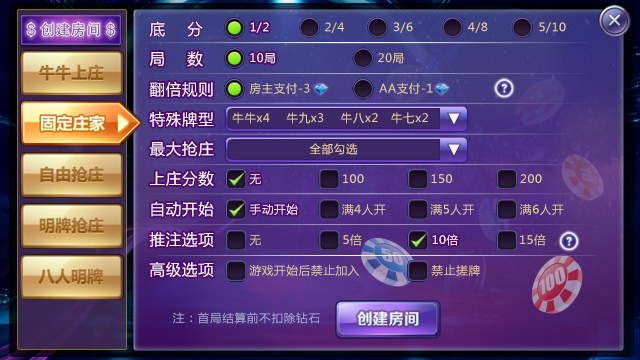 $ 创建房间 $
牛牛上庄
固定庄家
自由抢庄
明牌抢庄
八人明牌
底 分 1/2 2/4 3/6 4/8 5/10
局 数 10局 20局
翻倍规则 房主支付-3 AA支付-1 ?
特殊牌型 牛牛x4 牛九x3 牛八x2 牛七x2
最大抢庄 全部勾选
上庄分数 无 100 150 200
自动开始 手动开始 满4人开 满5人开 满6人开
推注选项 无 5倍 10倍 15倍 ?
高级选项 游戏开始后禁止加入 禁止搓牌
50
100
注：首局结算前不扣除钻石
创建房间